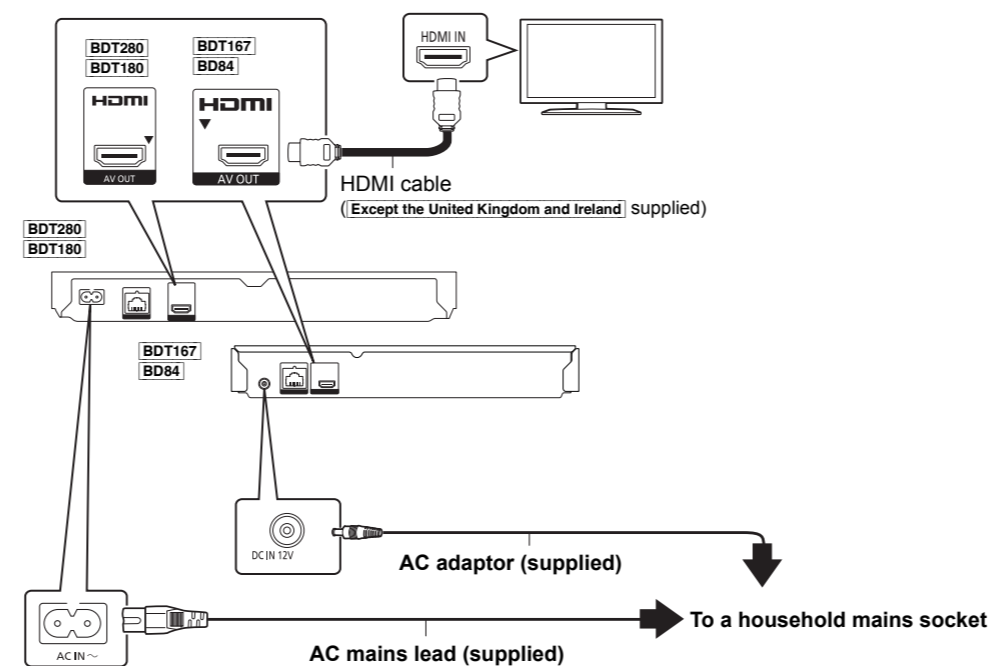 BDT280
BDT180
BDT167
BD84
HDMI
HDMI
AV OUT
AV OUT
HDMI IN
HDMI cable
(Except the United Kingdom and Ireland supplied)
BDT280
BDT180
BDT167
BD84
DC IN 12V
AC adaptor (supplied)
To a household mains socket
AC IN ~
AC mains lead (supplied)